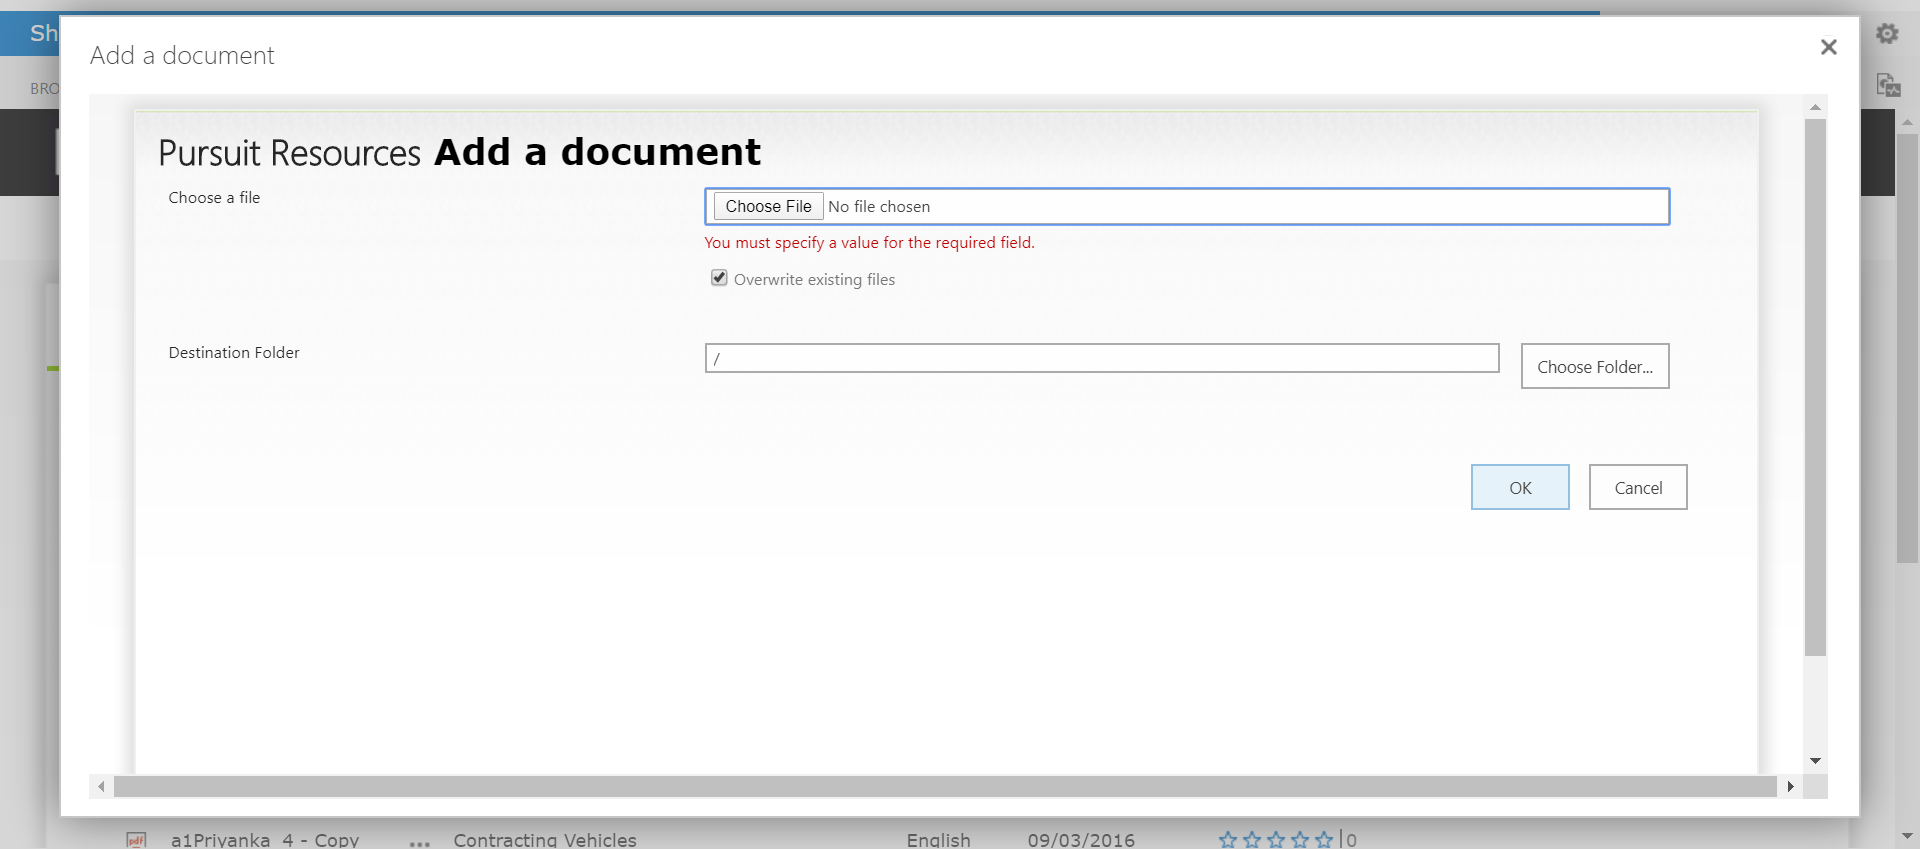 Sh
Add a document
BRO
Pursuit Resources Add a document
Choose a file
Choose File No file chosen
You must specify a value for the required field.
Overwrite existing files
Destination Folder
/
Choose Folder...
OK
Cancel
pdf a1Priyanka_4 - Copy ... Contracting Vehicles English 09/03/2016 |0